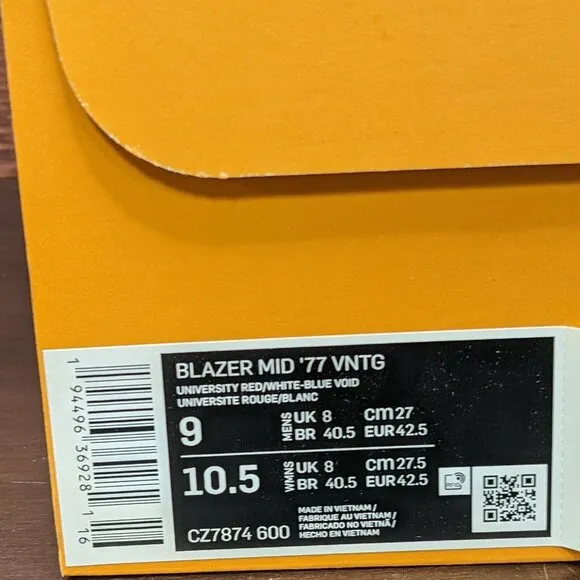 BLAZER MID '77 VNTG
UNIVERSITY RED/WHITE-BLUE VOID
UNIVERSITE ROUGE/BLANC
9 MENS UK 8 CM 27
BR 40.5 EUR 42.5
10.5 WMNS UK 8 CM 27.5
BR 40.5 EUR 42.5
CZ7874 600
MADE IN VIETNAM /
FABRIQUE AU VIETNAM /
FABRICADO NO VIETNÃ /
HECHO EN VIETNAM
1 94496 36928 1 16